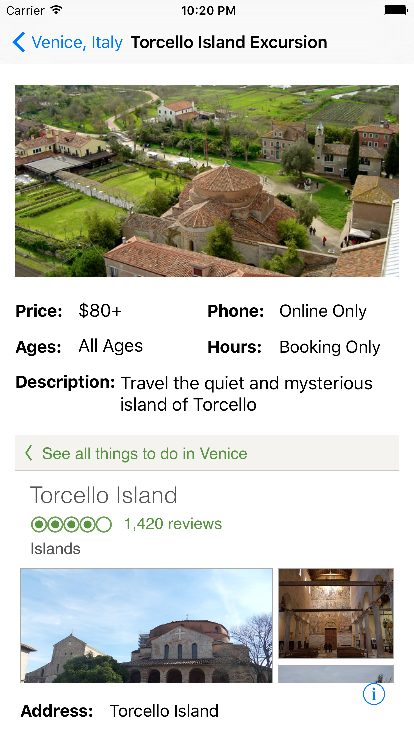 Carrier 10:20 PM
Venice, Italy Torcello Island Excursion
Price: $80+ Phone: Online Only
Ages: All Ages Hours: Booking Only
Description: Travel the quiet and mysterious
island of Torcello
See all things to do in Venice
Torcello Island
1,420 reviews
Islands
i
Address: Torcello Island